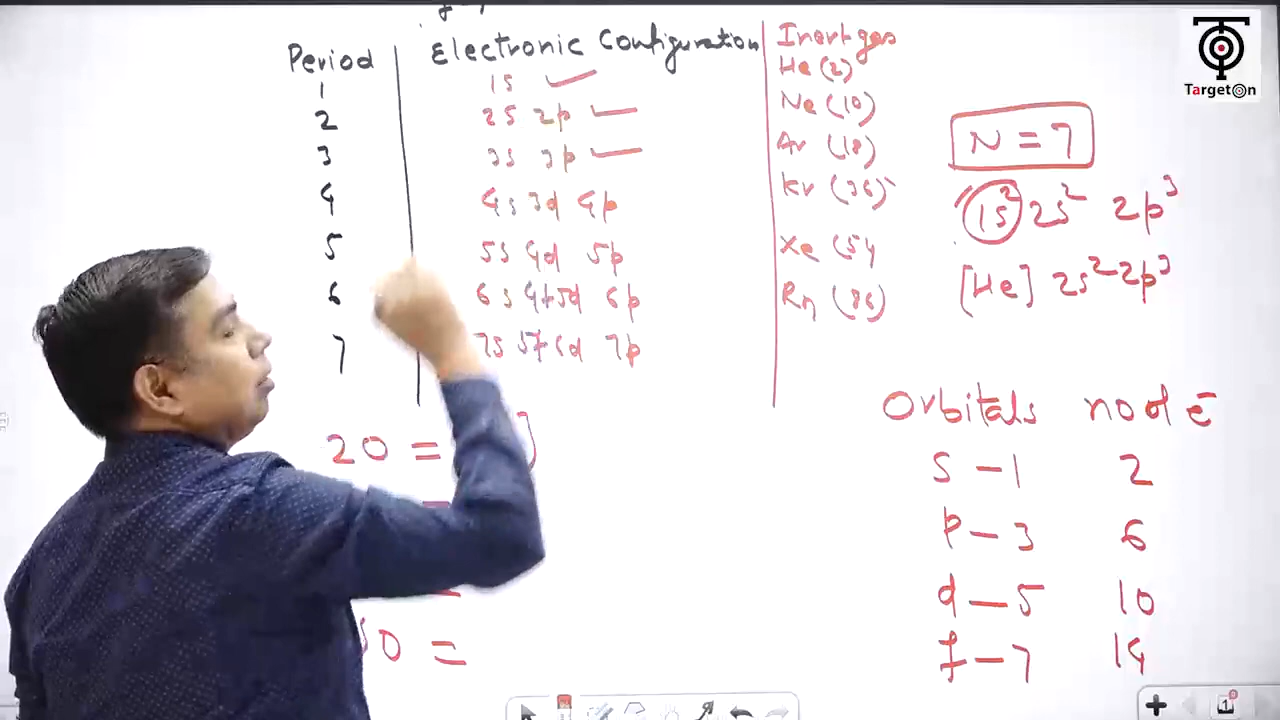 TargetOn
Period Electronic Configuration Inert gas
1 1s He (2)
2 2s 2p Ne (10)
3 3s 3p Ar (18)
4 4s 3d 4p Kr (36)
5 5s 4d 5p Xe (54
6 6s 4f 5d 6p Rn (86)
7 7s 5f 6d 7p
N = 7
1s² 2s² 2p³
[He] 2s² 2p³
20 =
=
Orbitals no of e⁻
s – 1 2
p – 3 6
d – 5 10
f – 7 14
1